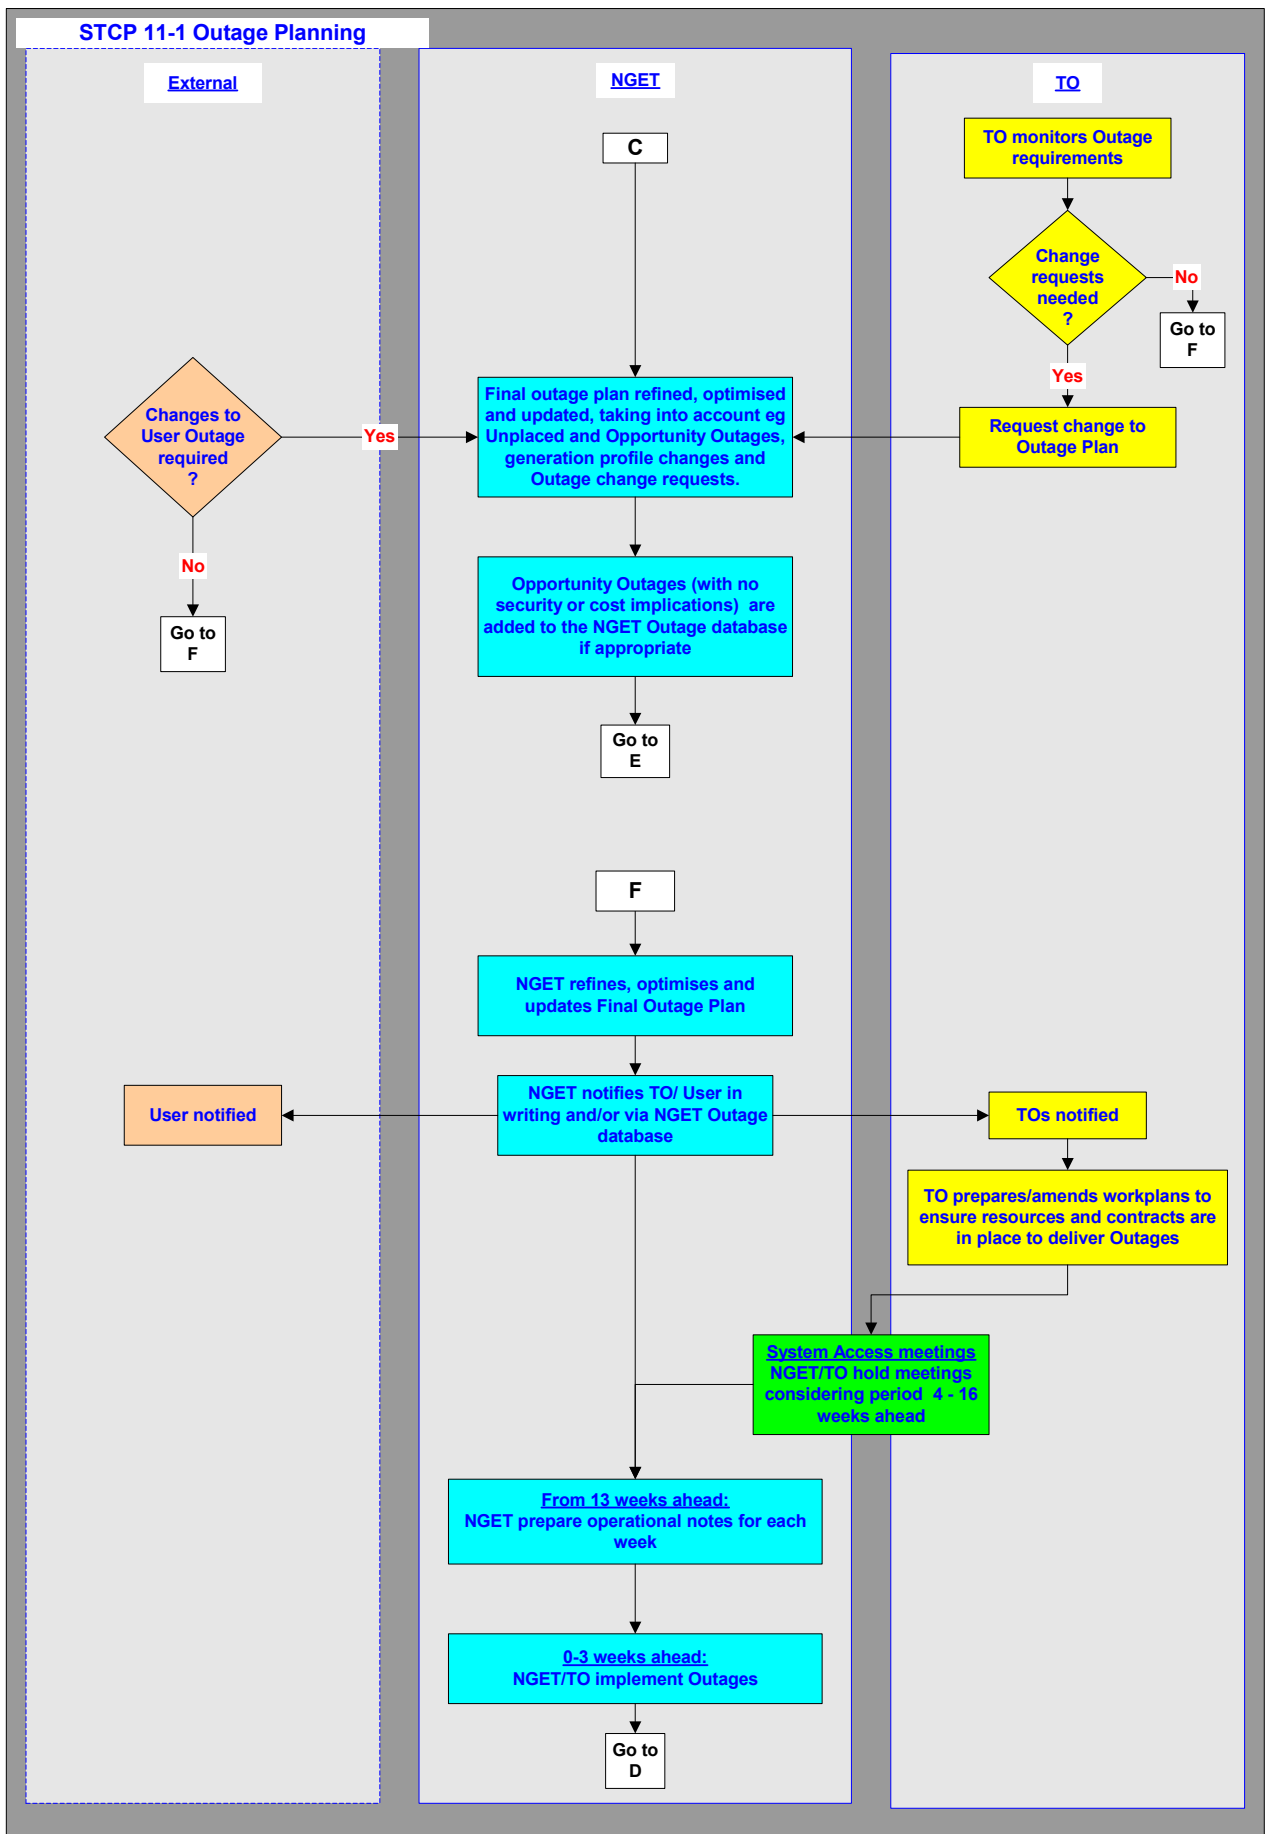 STCP 11-1 Outage Planning
External
NGET
TO
C
TO monitors Outage
requirements
Change
requests
needed
?
No
Go to
F
Yes
Request change to
Outage Plan
Changes to
User Outage
required
?
Yes
No
Go to
F
Final outage plan refined, optimised
and updated, taking into account eg
Unplaced and Opportunity Outages,
generation profile changes and
Outage change requests.
Opportunity Outages (with no
security or cost implications) are
added to the NGET Outage database
if appropriate
Go to
E
F
NGET refines, optimises and
updates Final Outage Plan
NGET notifies TO/ User in
writing and/or via NGET Outage
database
User notified
TOs notified
TO prepares/amends workplans to
ensure resources and contracts are
in place to deliver Outages
System Access meetings
NGET/TO hold meetings
considering period 4 - 16
weeks ahead
From 13 weeks ahead:
NGET prepare operational notes for each
week
0-3 weeks ahead:
NGET/TO implement Outages
Go to
D